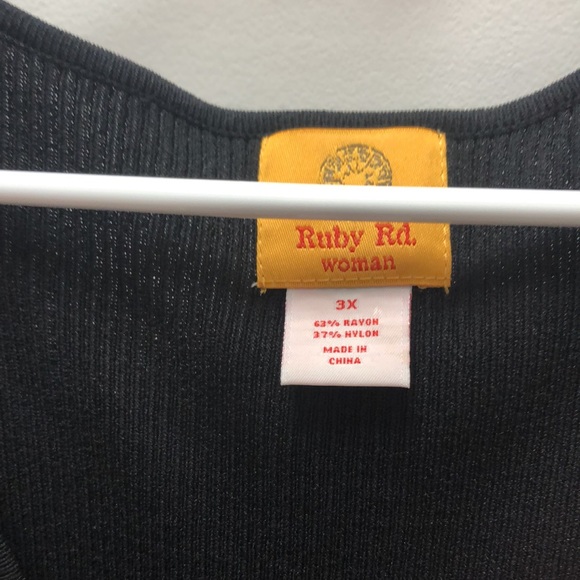 Ruby Rd.
woman
3X
63% RAYON
37% NYLON
MADE IN
CHINA